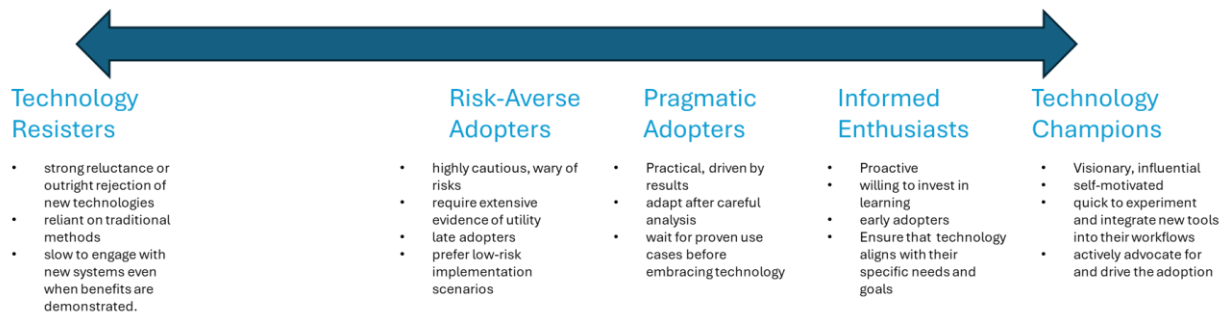 Technology
Resisters
• strong reluctance or
outright rejection of
new technologies
• reliant on traditional
methods
• slow to engage with
new systems even
when benefits are
demonstrated.
Risk-Averse
Adopters
• highly cautious, wary of
risks
• require extensive
evidence of utility
• late adopters
• prefer low-risk
implementation
scenarios
Pragmatic
Adopters
• Practical, driven by
results
• adapt after careful
analysis
• wait for proven use
cases before
embracing technology
Informed
Enthusiasts
• Proactive
• willing to invest in
learning
• early adopters
• Ensure that technology
aligns with their
specific needs and
goals
Technology
Champions
• Visionary, influential
• self-motivated
• quick to experiment
and integrate new tools
into their workflows
• actively advocate for
and drive the adoption